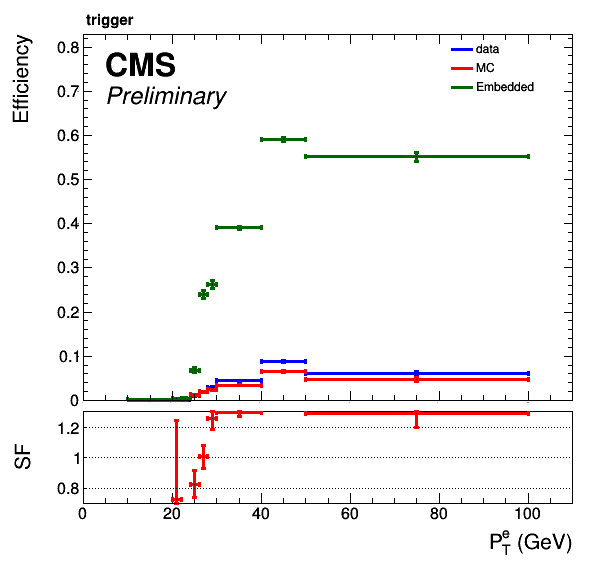 trigger
CMS
Preliminary
data
MC
Embedded
Efficiency
0.8
0.7
0.6
0.5
0.4
0.3
0.2
0.1
0
SF
1.2
1
0.8
0 20 40 60 80 100
P_T^e (GeV)